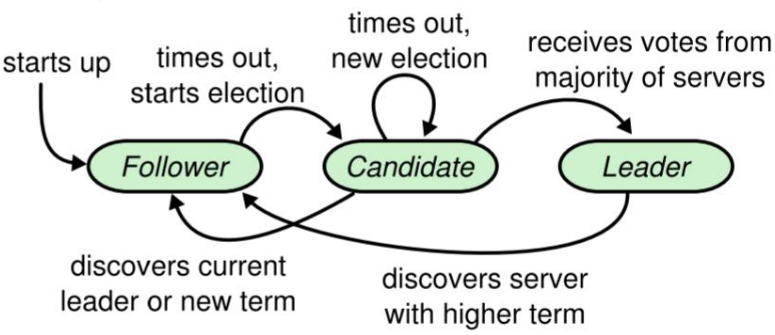 starts up
times out,
starts election
times out,
new election
receives votes from
majority of servers
Follower
Candidate
Leader
discovers current
leader or new term
discovers server
with higher term